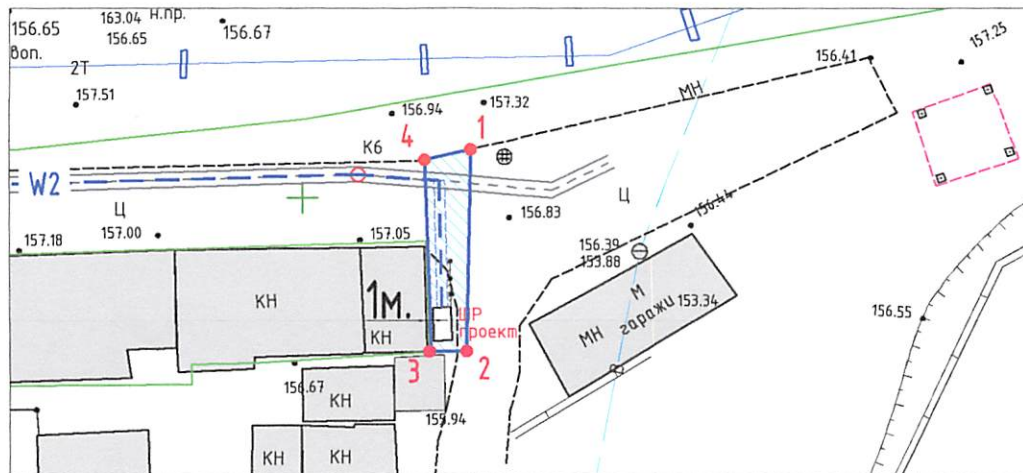 156.65
163.04
н.пр.
156.65
156.67
воп.
2Т
157.51
156.94
157.32
МН
156.41
157.25
4
1
К6
W2
Ц
157.18
157.00
157.05
156.83
Ц
156.44
156.39
153.88
КН
1м.
КН
ШР
проект
МН
М
гаражи
153.34
156.55
3
2
156.67
КН
155.94
КН
КН